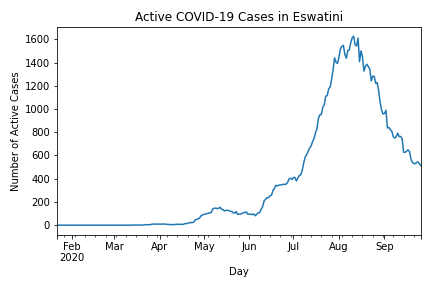 Active COVID-19 Cases in Eswatini
Number of Active Cases
1600
1400
1200
1000
800
600
400
200
0
Feb Mar Apr May Jun Jul Aug Sep
2020
Day